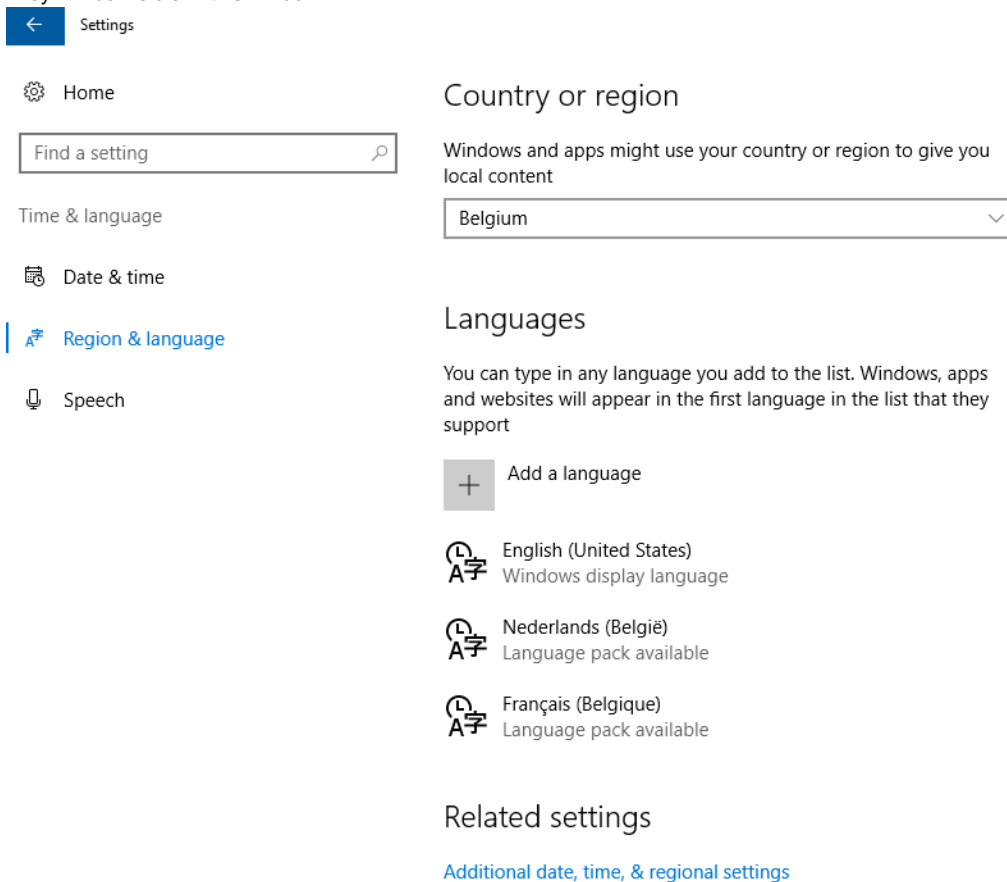 Settings
Home
Find a setting
Time & language
Date & time
Region & language
Speech
Country or region
Windows and apps might use your country or region to give you
local content
Belgium
Languages
You can type in any language you add to the list. Windows, apps
and websites will appear in the first language in the list that they
support
Add a language
English (United States)
Windows display language
Nederlands (België)
Language pack available
Français (Belgique)
Language pack available
Related settings
Additional date, time, & regional settings